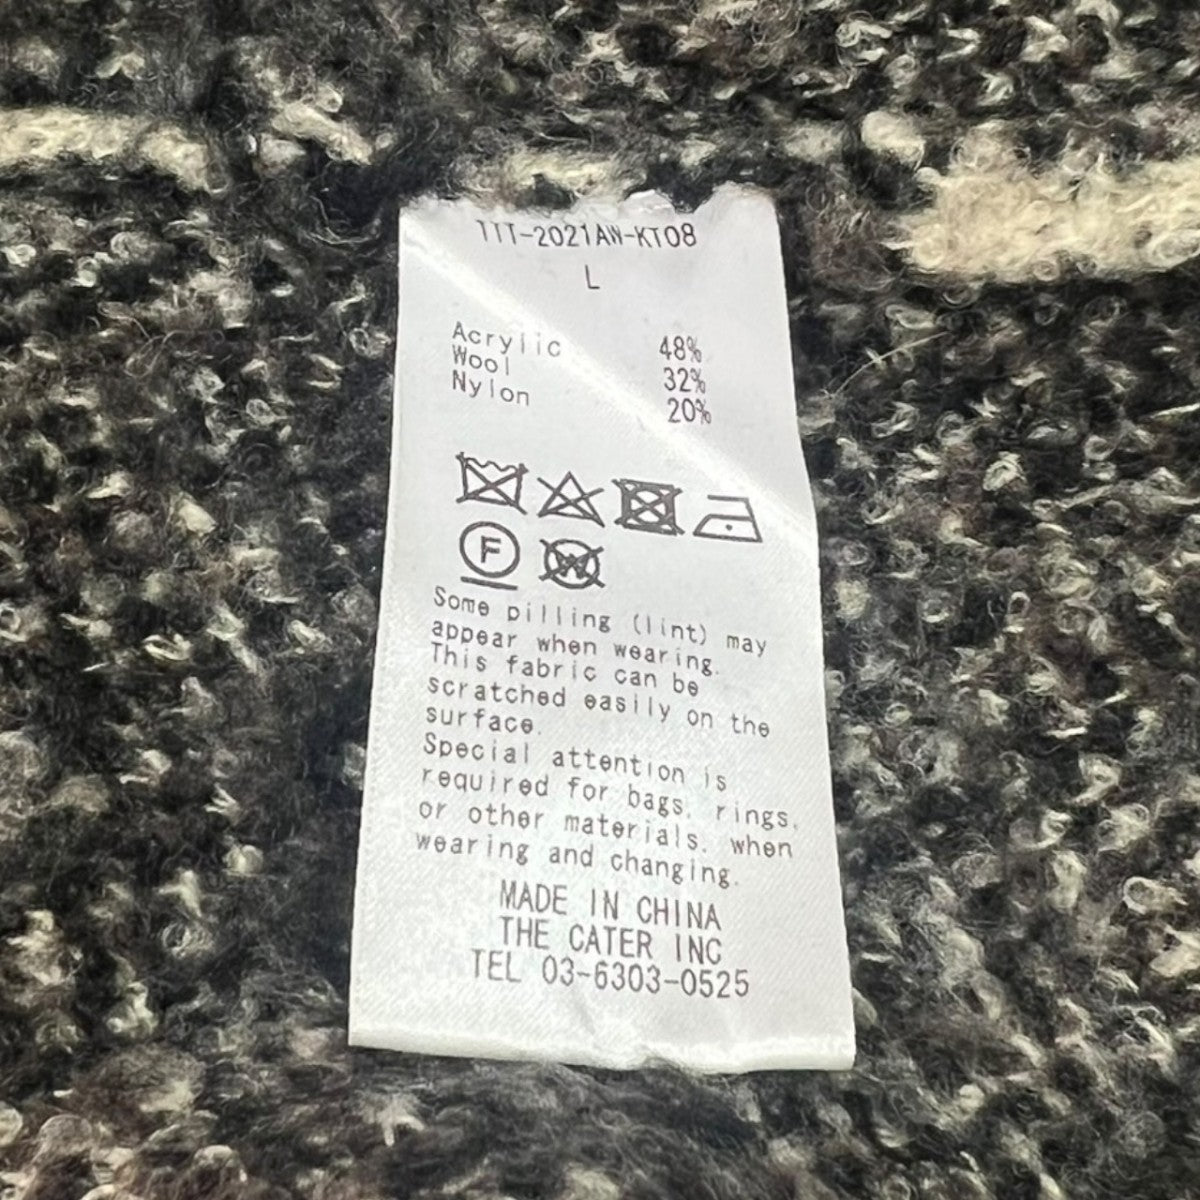 TTT-2021AW-KT08
L
Acrylic 48%
Wool 32%
Nylon 20%
F W
Some pilling (lint) may
appear when wearing.
This fabric can be
scratched easily on the
surface.
Special attention is
required for bags, rings,
or other materials, when
wearing and changing.
MADE IN CHINA
THE CATER INC
TEL 03-6303-0525